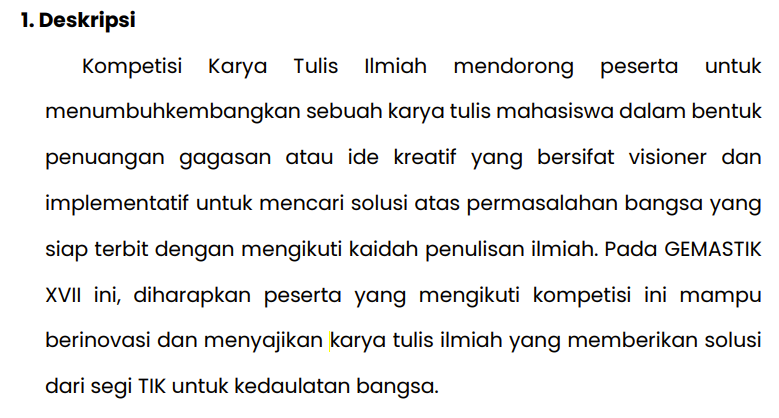 1. Deskripsi
Kompetisi Karya Tulis Ilmiah mendorong peserta untuk
menumbuhkembangkan sebuah karya tulis mahasiswa dalam bentuk
penuangan gagasan atau ide kreatif yang bersifat visioner dan
implementatif untuk mencari solusi atas permasalahan bangsa yang
siap terbit dengan mengikuti kaidah penulisan ilmiah. Pada GEMASTIK
XVII ini, diharapkan peserta yang mengikuti kompetisi ini mampu
berinovasi dan menyajikan karya tulis ilmiah yang memberikan solusi
dari segi TIK untuk kedaulatan bangsa.